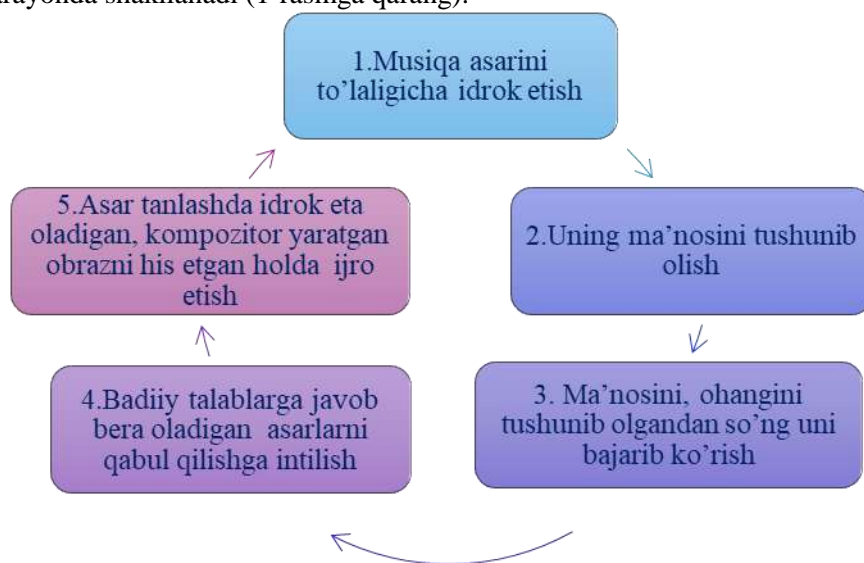 shakllanadi (1-rasmga qarang).
1.Musiqa asarini
to’laligicha idrok etish
2.Uning ma’nosini tushunib
olish
3. Ma’nosini, ohangini
tushunib olgandan so’ng uni
bajarib ko’rish
4.Badiiy talablarga javob
bera oladigan asarlarni
qabul qilishga intilish
5.Asar tanlashda idrok eta
oladigan, kompozitor yaratgan
obrazni his etgan holda ijro
etish